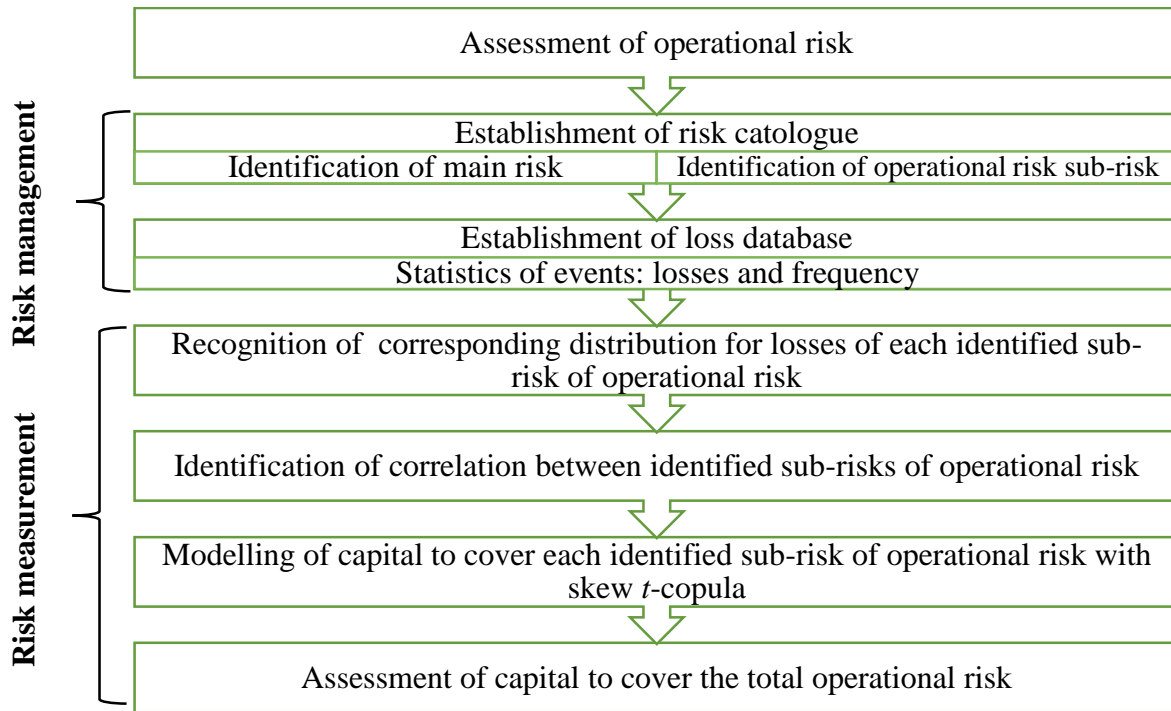 Assessment of operational risk
Risk management
Establishment of risk catologue
Identification of main risk
Identification of operational risk sub-risk
Establishment of loss database
Statistics of events: losses and frequency
Risk measurement
Recognition of  corresponding distribution for losses of each identified sub-
risk of operational risk
Identification of correlation between identified sub-risks of operational risk
Modelling of capital to cover each identified sub-risk of operational risk with
skew t-copula
Assessment of capital to cover the total operational risk